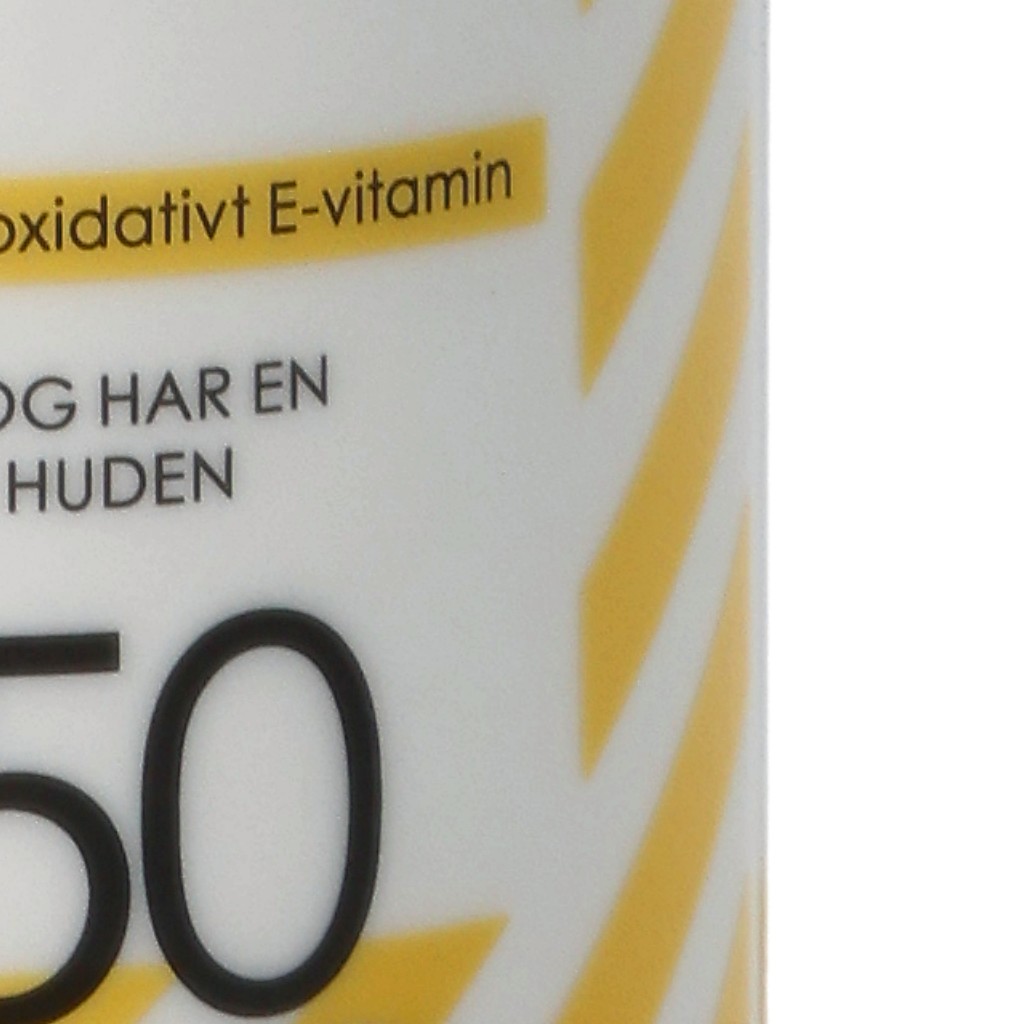 oxidativt E-vitamin
OG HAR EN
HUDEN
50